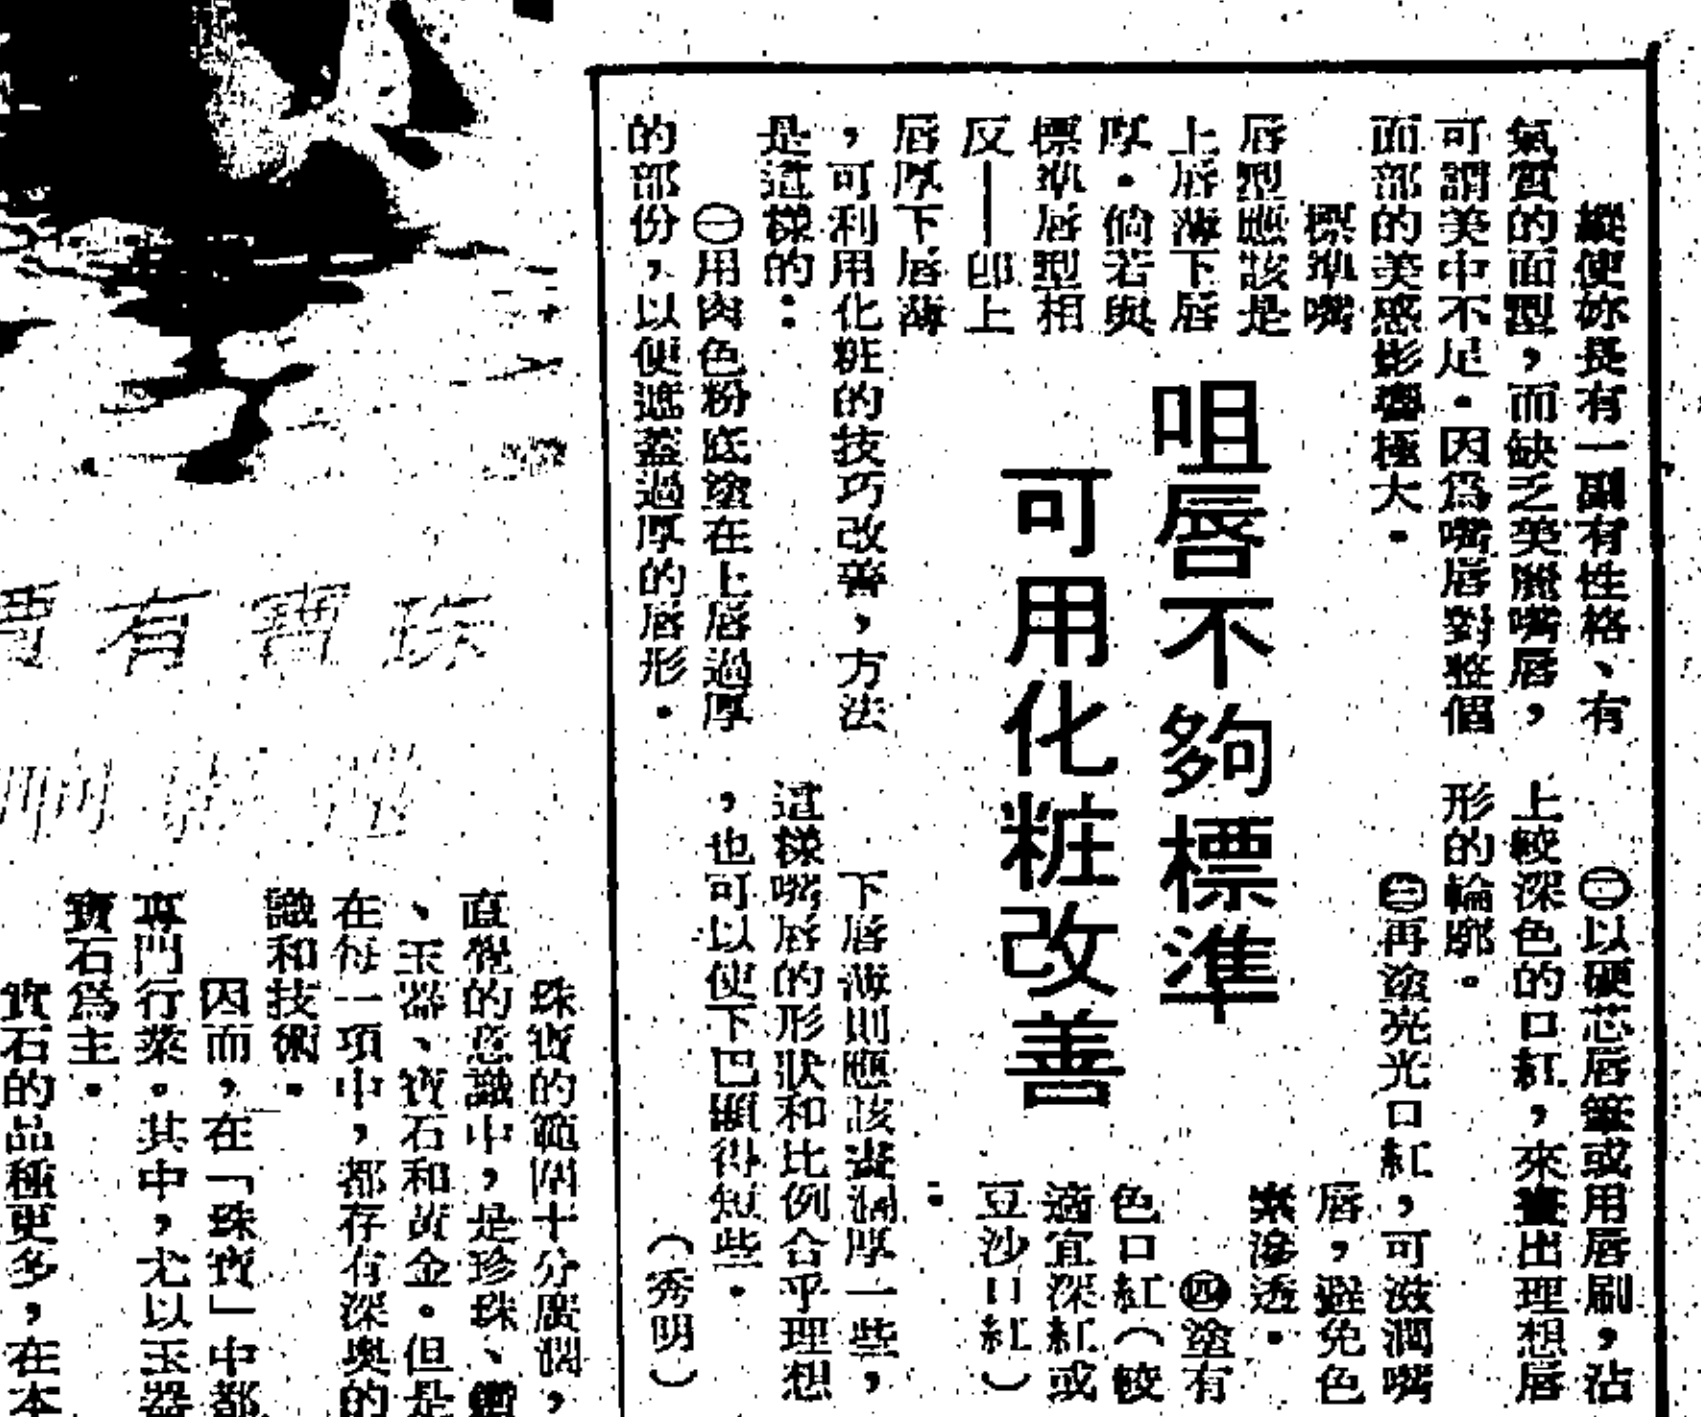 咀唇不夠標準
可用化粧改善
縱使妳長有一副有性格、有
氣質的面型，而缺乏美麗嘴唇，
可謂美中不足。因爲嘴唇對整個
面部的美感影響極大。
標準嘴
唇型應該是
上唇薄下唇
厚。倘若與
標準唇型相
反——卽上
唇厚下唇薄
，可利用化粧的技巧改善，方法
是這樣的：
㊀用肉色粉底塗在上唇過厚
的部份，以便遮蓋過厚的唇形。
㊁以硬芯唇筆或用唇刷，沾
上較深色的口紅，來畫出理想唇
形的輪廓。
㊂再塗亮光口紅，可滋潤嘴
唇，避免色
素滲透。
㊃塗有
色口紅（較
適宜深紅或
豆沙口紅）
。
下唇薄則應該畫潤厚一些，
這樣嘴唇的形狀和比例合乎理想
，也可以使下巴顯得短些。
（秀明）
珠寶有賣
珠寶的範圍十分廣濶，
直覺的意識中，是珍珠、鑽
、玉器、寶石和黃金。但是
在每一項中，都存有深奧的
識和技術。
因而，在「珠寶」中都
專門行業。其中，尤以玉器
寶石爲主。
寶石的品種更多，在本